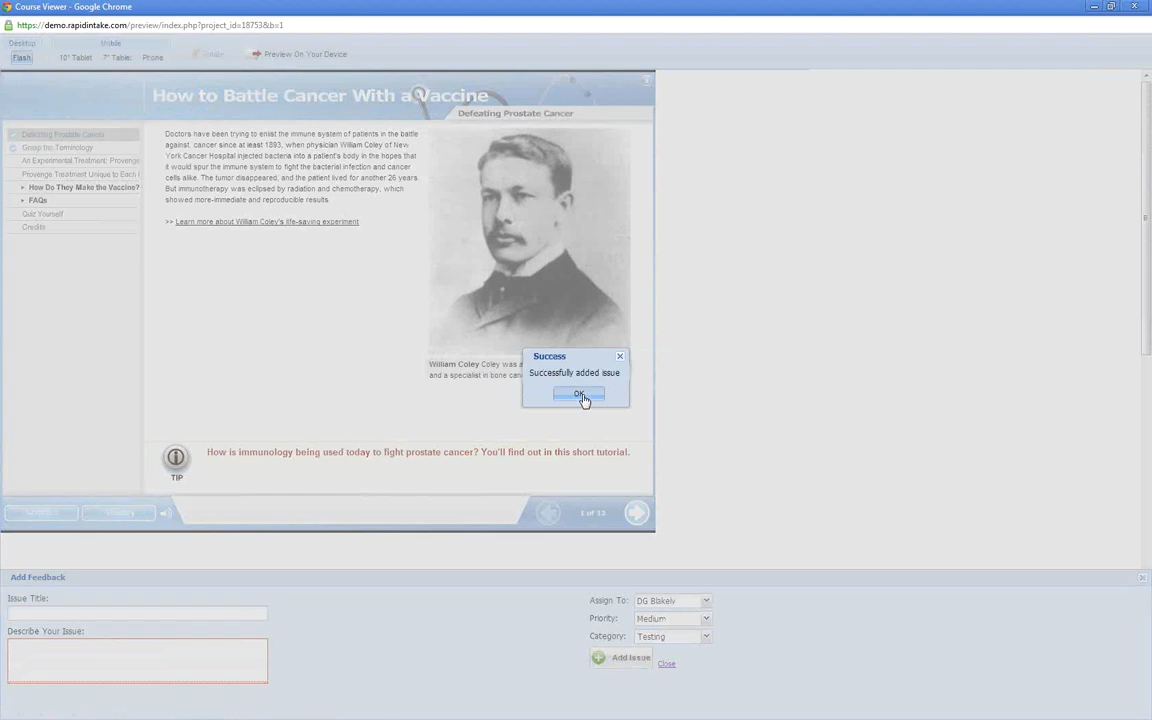 Course Viewer - Google Chrome
https://demo.rapidintake.com/preview/index.php?project_id=18753&b=1
Desktop
Mobile
Flash
10" Tablet
7" Tablet
Phone
Rotate
Preview On Your Device
How to Battle Cancer With a Vaccine
Defeating Prostate Cancer
Defeating Prostate Cancer
Grasp the Terminology
An Experimental Treatment: Provenge
Provenge Treatment Unique to Each
How Do They Make the Vaccine?
FAQs
Quiz Yourself
Credits
Doctors have been trying to enlist the immune system of patients in the battle
against. cancer since at least 1893, when physician William Coley of New
York Cancer Hospital injected bacteria into a patient's body in the hopes that
it would spur the immune system to fight the bacterial infection and cancer
cells alike. The tumor disappeared, and the patient lived for another 26 years.
But immunotherapy was eclipsed by radiation and chemotherapy, which
showed more-immediate and reproducible results.
>> Learn more about William Coley's life-saving experiment
William Coley Coley was a
and a specialist in bone
Success
Successfully added issue
OK
How is immunology being used today to fight prostate cancer? You'll find out in this short tutorial.
TIP
1 of 13
Add Feedback
Issue Title:
Describe Your Issue:
Assign To: DG Blakely
Priority: Medium
Category: Testing
Add Issue
Close